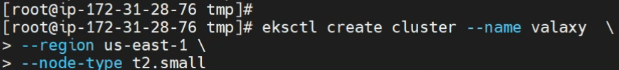 [root@ip-172-31-28-76 tmp]#
[root@ip-172-31-28-76 tmp]# eksctl create cluster --name valaxy  \
> --region us-east-1 \
> --node-type t2.small